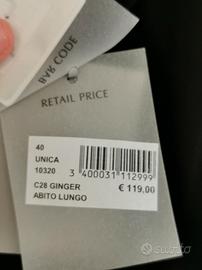 BAR CODE
RETAIL PRICE
40
UNICA
10320
3 400031 112999
C28 GINGER
€ 119,00
ABITO LUNGO
subito